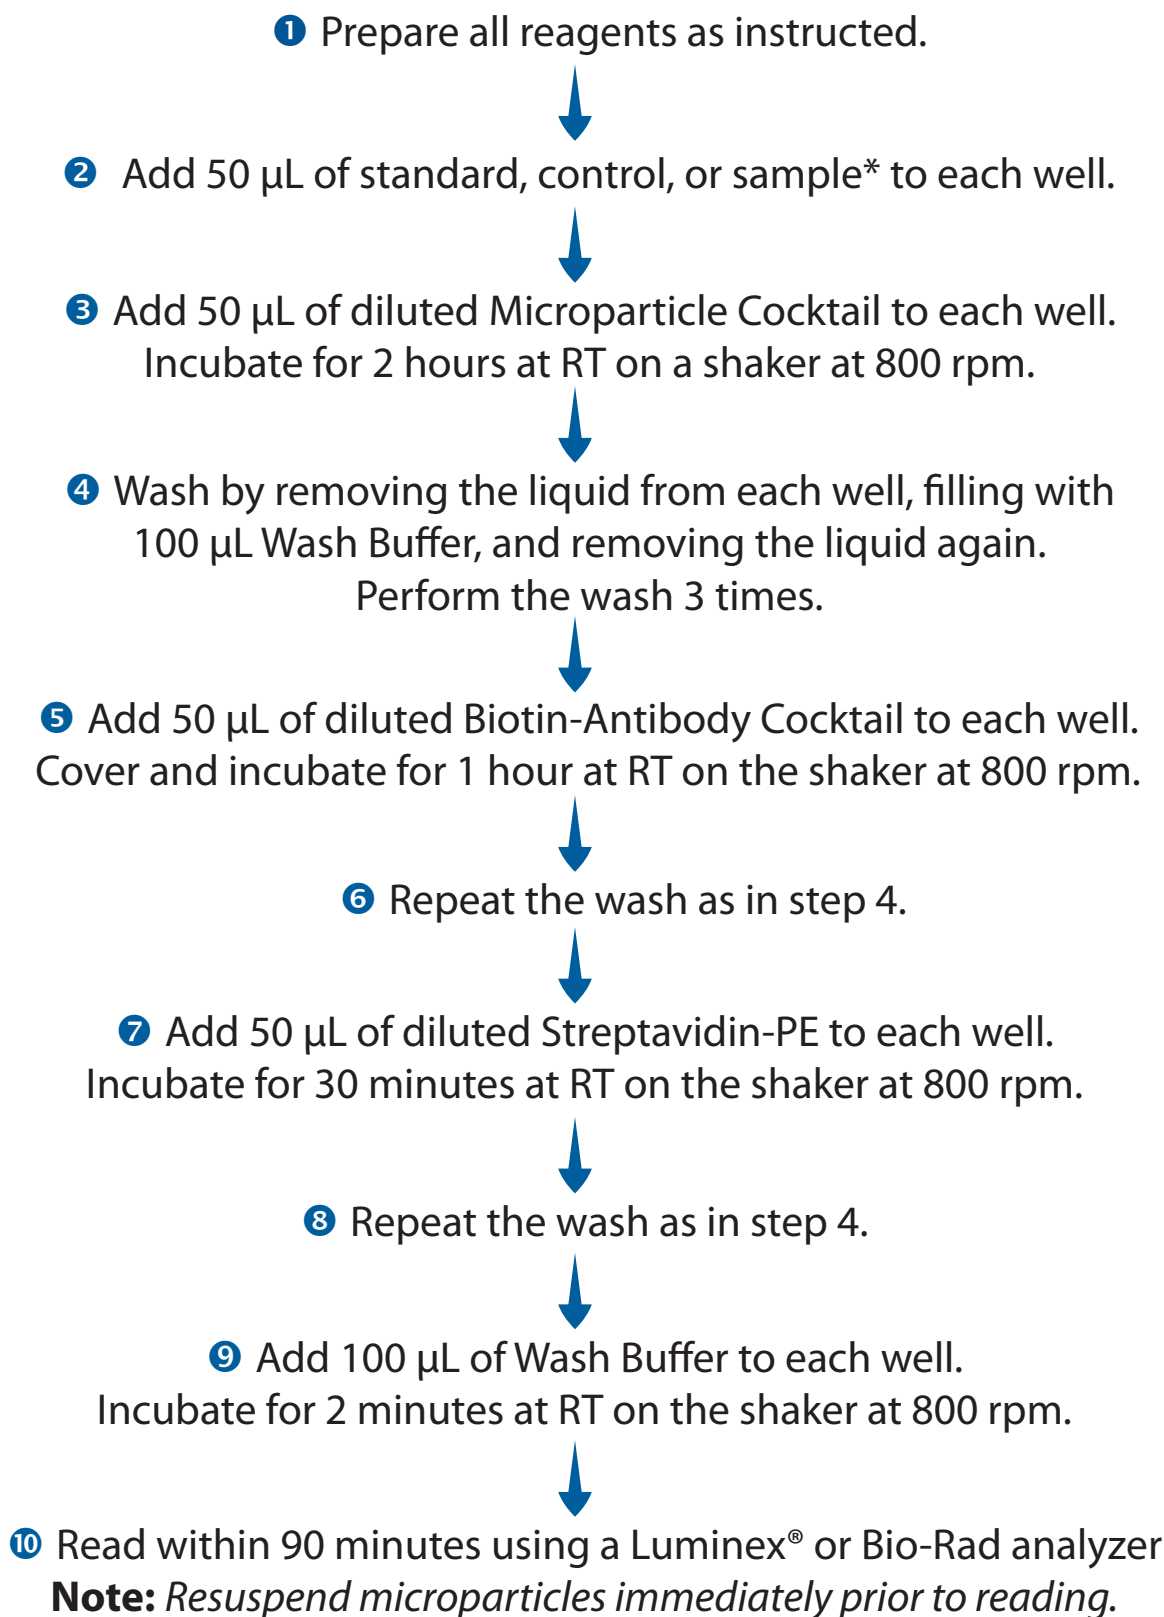 ❶ Prepare all reagents as instructed.
❷ Add 50 µL of standard, control, or sample* to each well.
❸ Add 50 µL of diluted Microparticle Cocktail to each well.
Incubate for 2 hours at RT on a shaker at 800 rpm.
❹ Wash by removing the liquid from each well, filling with
100 µL Wash Buffer, and removing the liquid again.
Perform the wash 3 times.
❺ Add 50 µL of diluted Biotin-Antibody Cocktail to each well.
Cover and incubate for 1 hour at RT on the shaker at 800 rpm.
❻ Repeat the wash as in step 4.
❼ Add 50 µL of diluted Streptavidin-PE to each well.
Incubate for 30 minutes at RT on the shaker at 800 rpm.
❽ Repeat the wash as in step 4.
❾ Add 100 µL of Wash Buffer to each well.
Incubate for 2 minutes at RT on the shaker at 800 rpm.
❿ Read within 90 minutes using a Luminex® or Bio-Rad analyzer
Note: Resuspend microparticles immediately prior to reading.